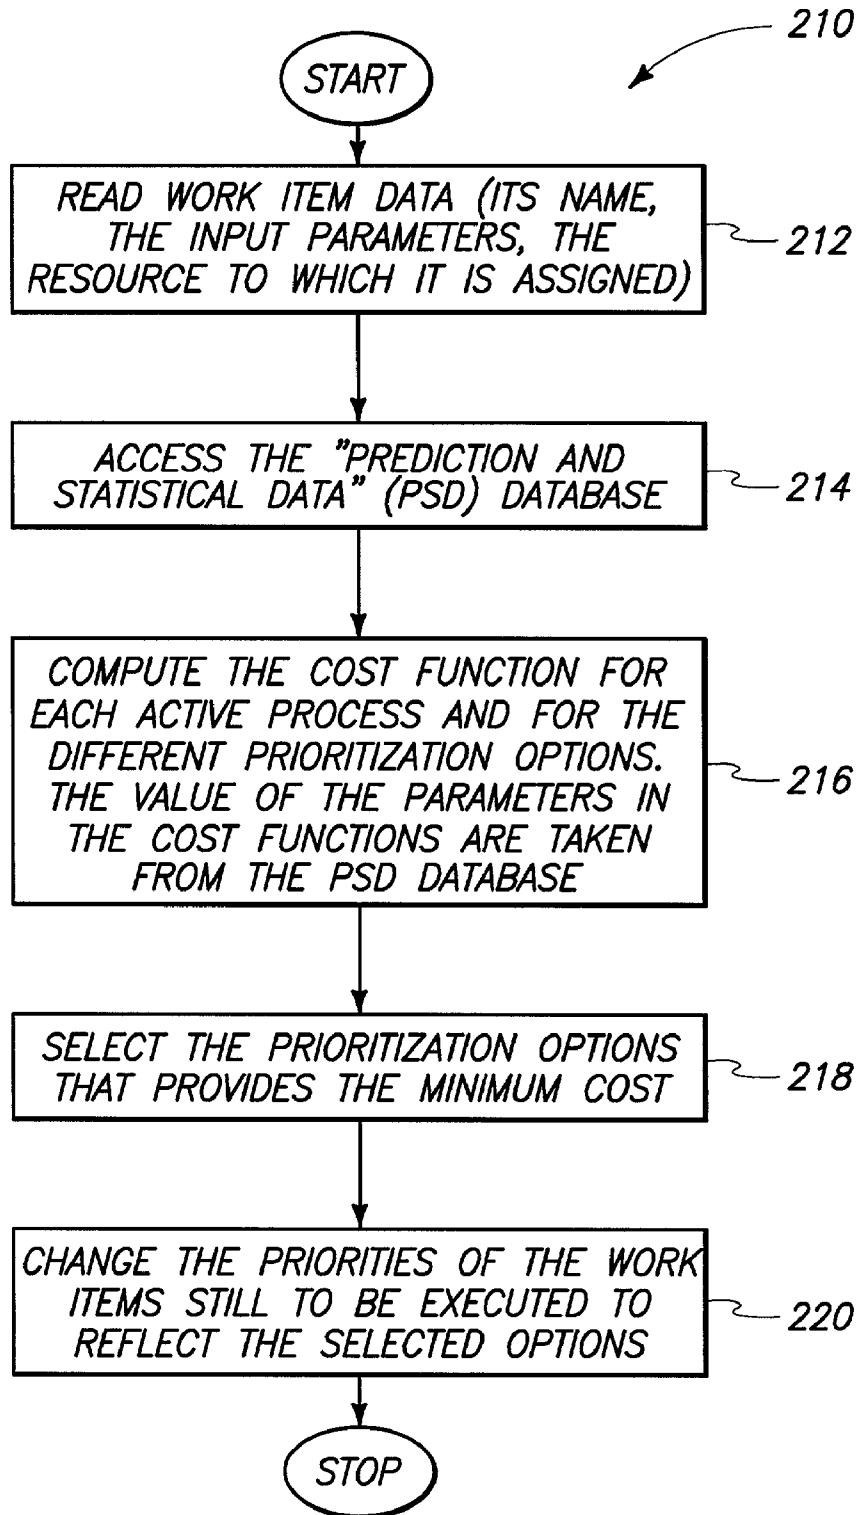 210
START
READ WORK ITEM DATA (ITS NAME,
THE INPUT PARAMETERS, THE
RESOURCE TO WHICH IT IS ASSIGNED)
212
ACCESS THE "PREDICTION AND
STATISTICAL DATA" (PSD) DATABASE
214
COMPUTE THE COST FUNCTION FOR
EACH ACTIVE PROCESS AND FOR THE
DIFFERENT PRIORITIZATION OPTIONS.
THE VALUE OF THE PARAMETERS IN
THE COST FUNCTIONS ARE TAKEN
FROM THE PSD DATABASE
216
SELECT THE PRIORITIZATION OPTIONS
THAT PROVIDES THE MINIMUM COST
218
CHANGE THE PRIORITIES OF THE WORK
ITEMS STILL TO BE EXECUTED TO
REFLECT THE SELECTED OPTIONS
220
STOP